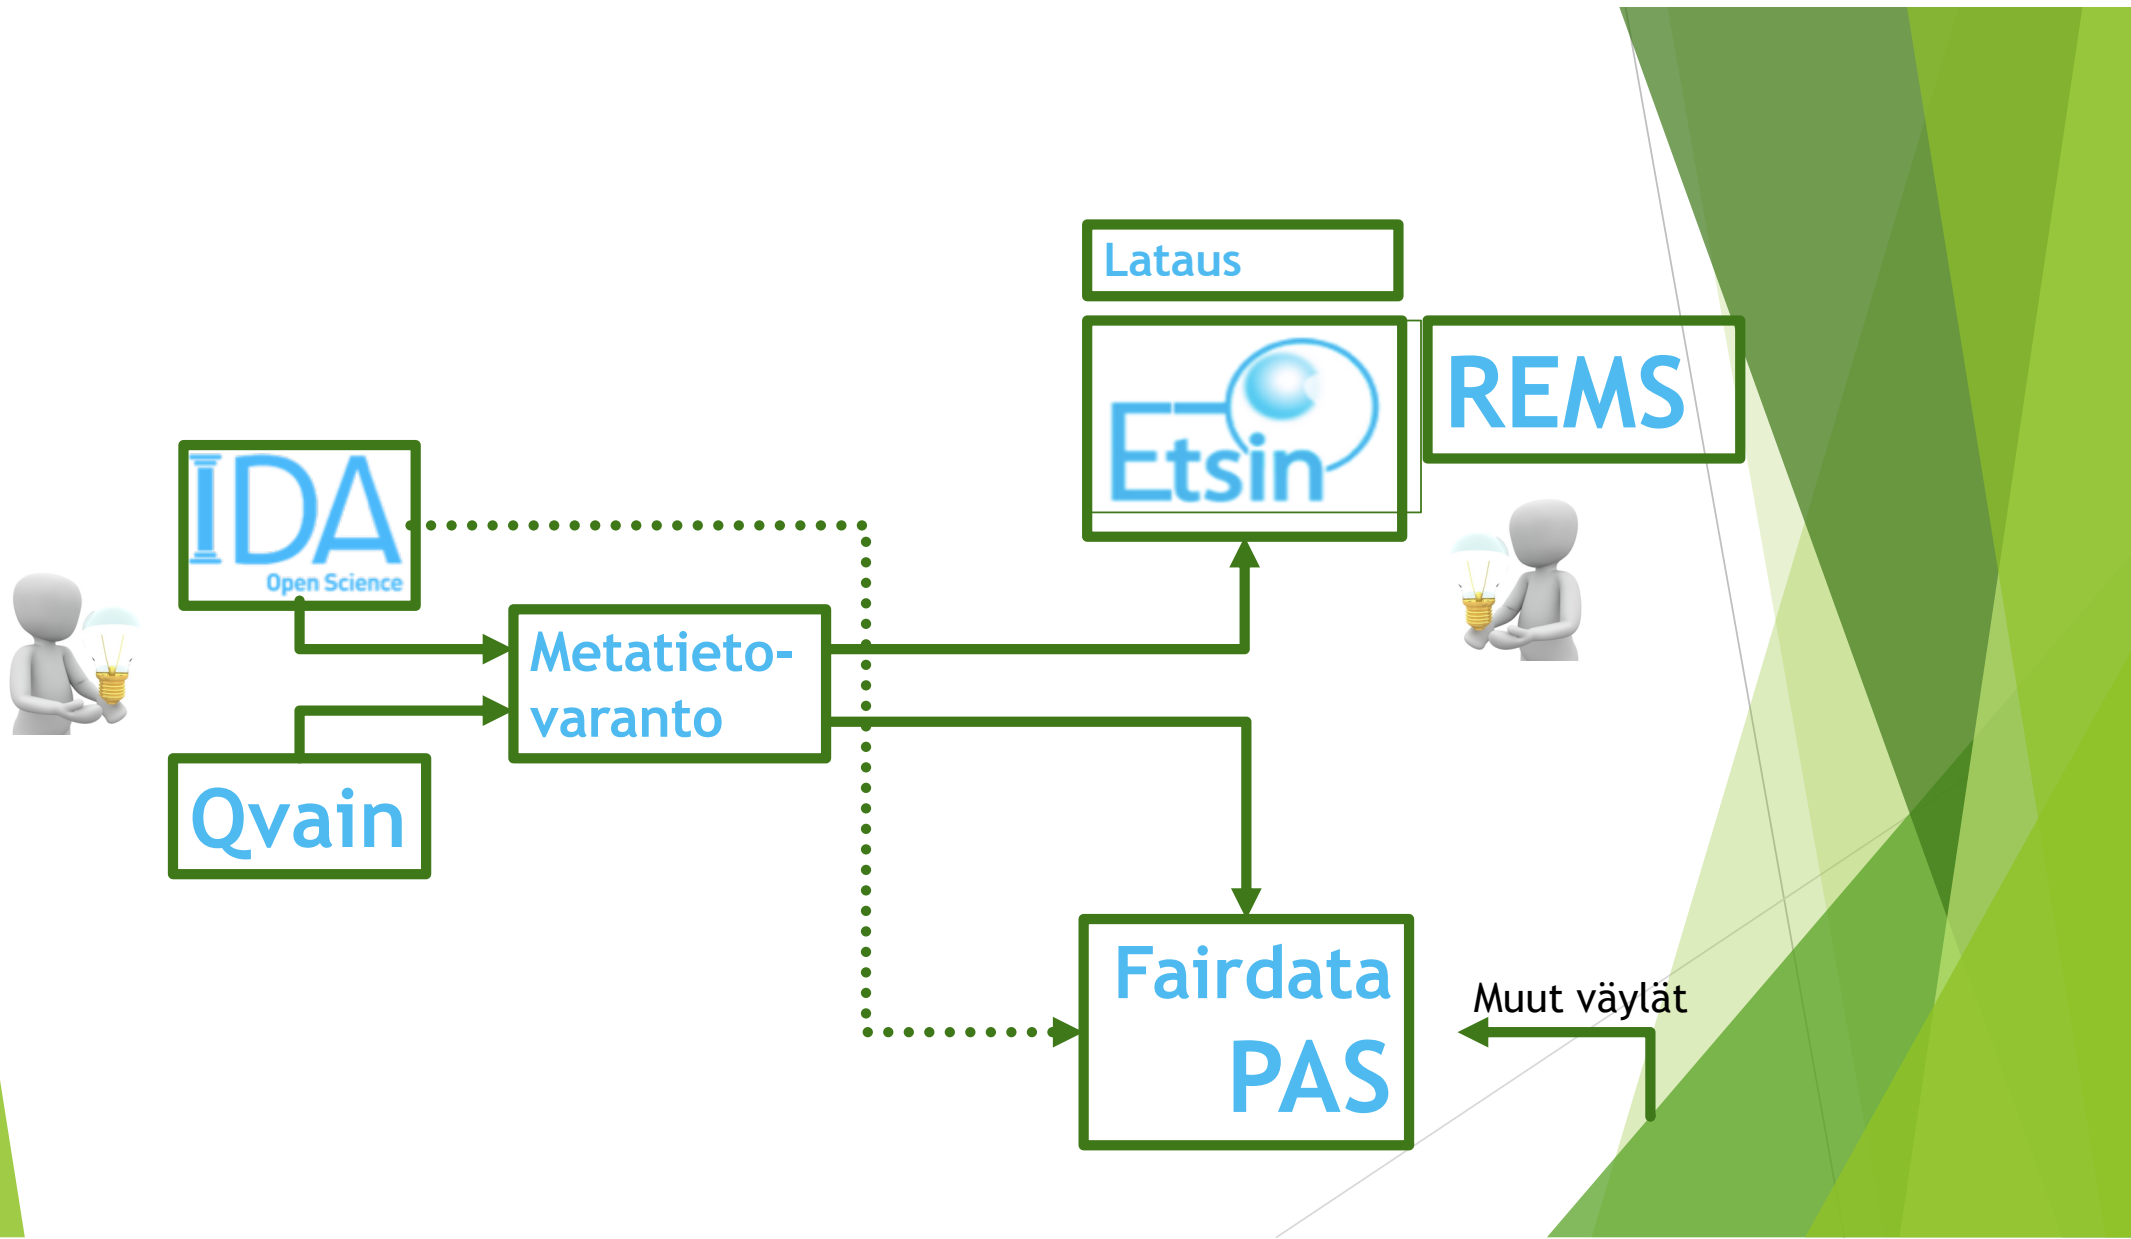 Lataus
Etsin
REMS
IDA
Open Science
Metatieto-
varanto
Qvain
Fairdata
PAS
Muut väylät